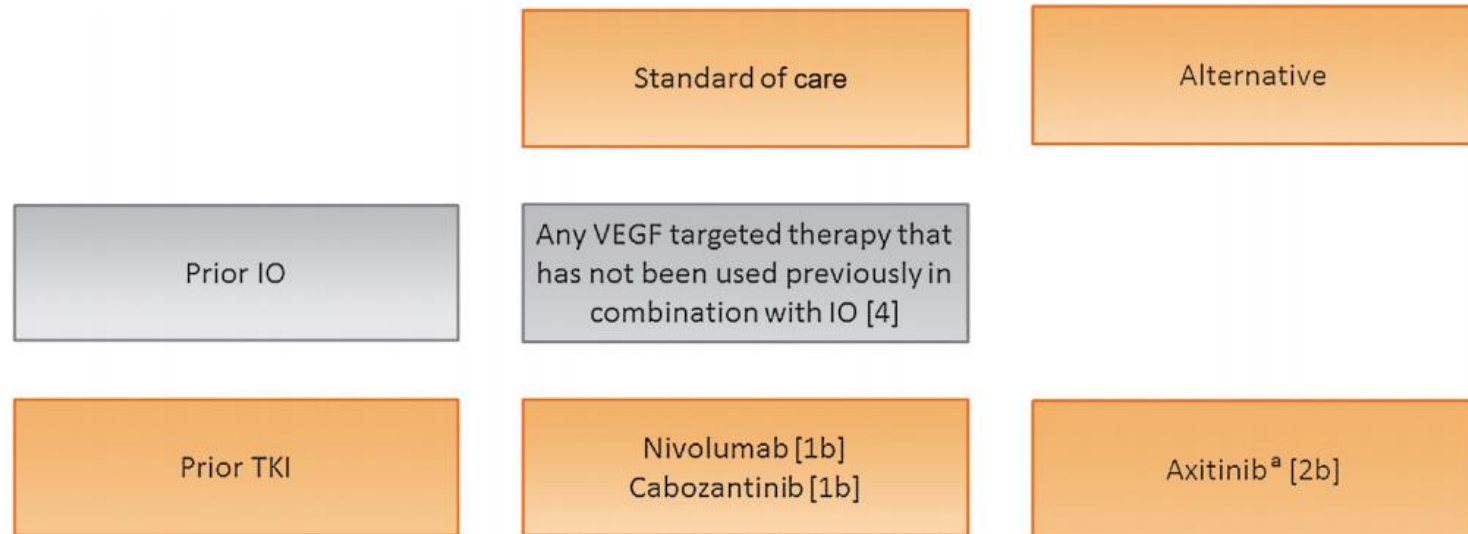 Standard of care
Alternative
Prior IO
Any VEGF targeted therapy that
has not been used previously in
combination with IO [4]
Prior TKI
Nivolumab [1b]
Cabozantinib [1b]
Axitinib ª [2b]